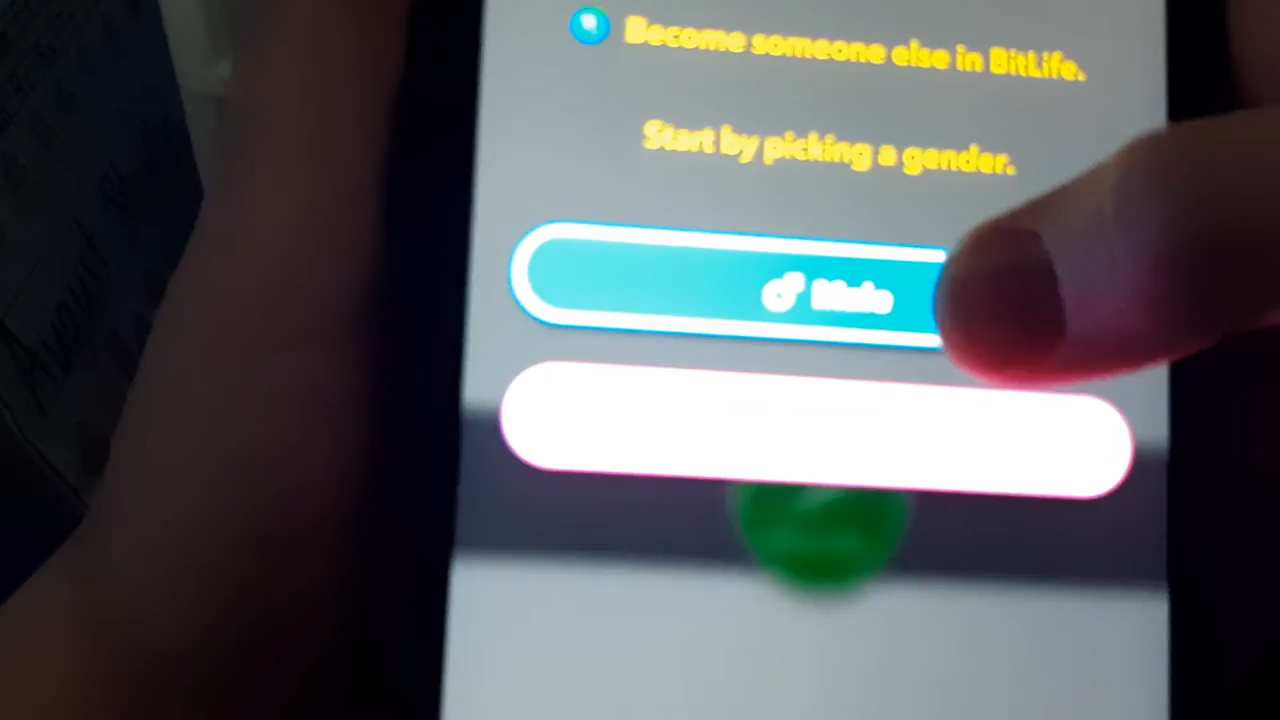 Become someone else in BitLife.
Start by picking a gender.
Male